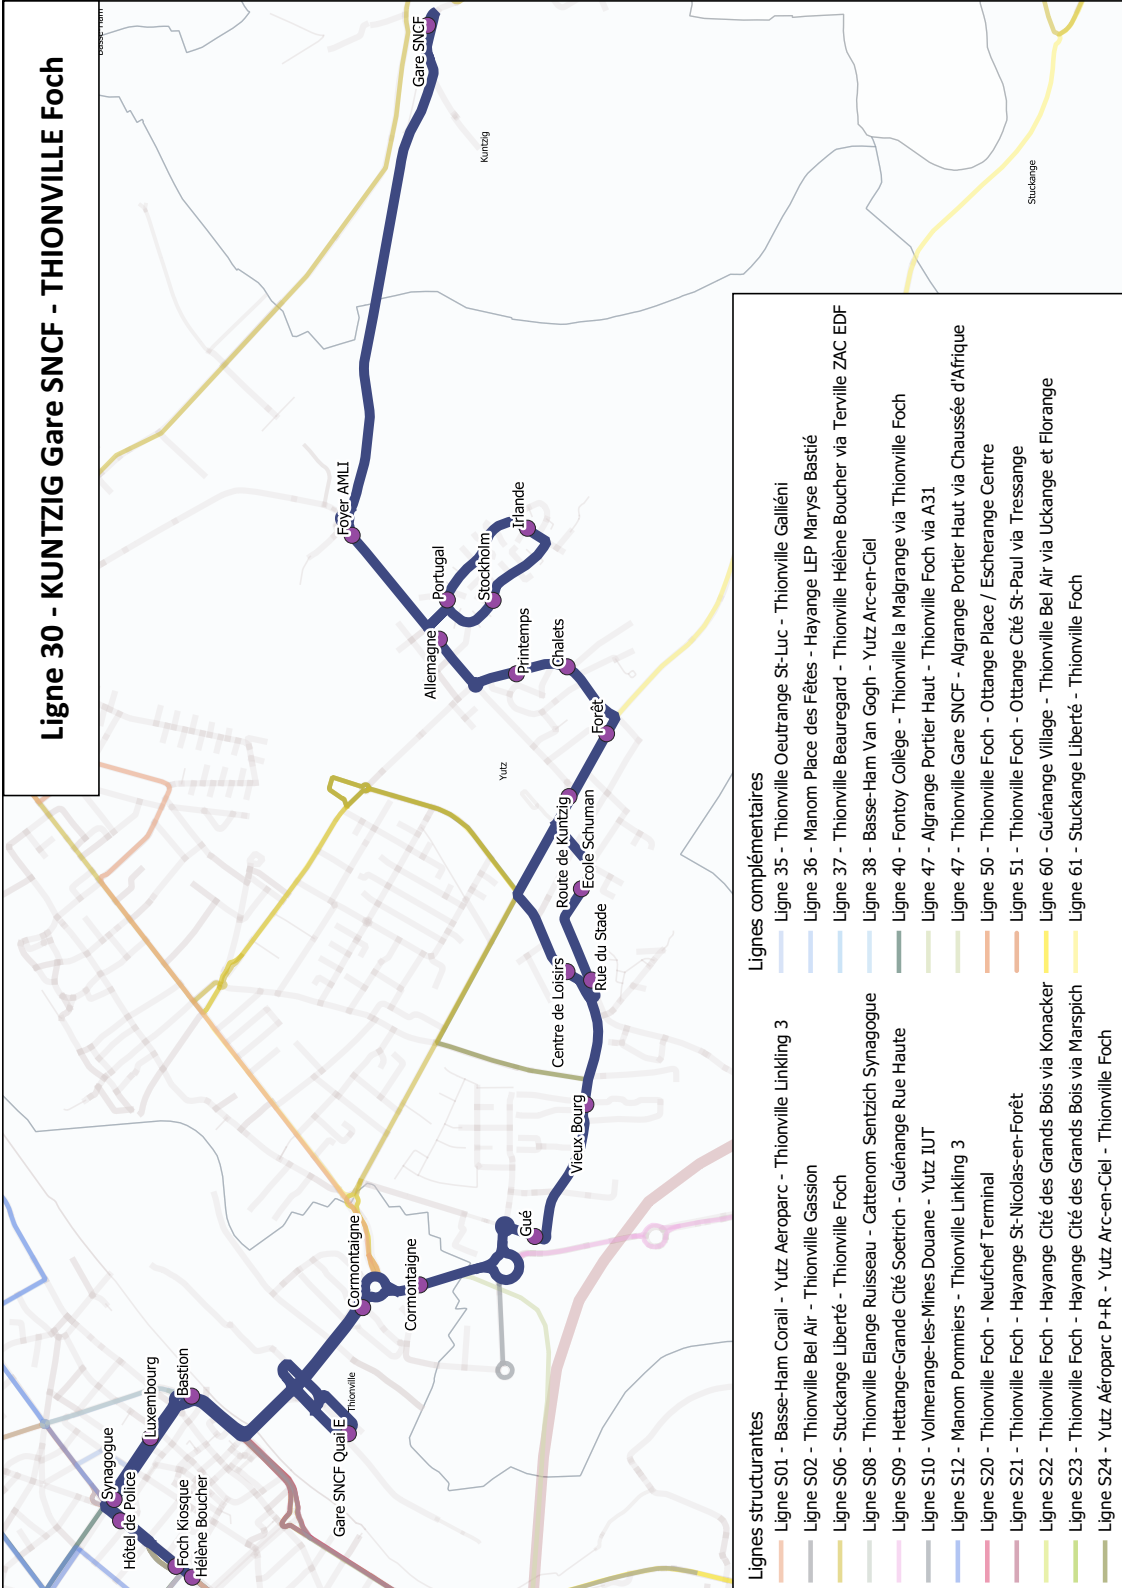 Ligne 30 - KUNTZIG Gare SNCF - THIONVILLE Foch
Basse-Ham
Gare SNCF
Kuntzig
Stuckange
Foyer AMLI
Irlande
Portugal
Stockholm
Allemagne
Printemps
Chalets
Forêt
Yutz
Route de Kuntzig
Ecole Schuman
Centre de Loisirs
Rue du Stade
Vieux Bourg
Gué
Cormontaigne
Cormontaigne
Thionville
Gare SNCF Quai E
Bastion
Luxembourg
Synagogue
Hôtel de Police
Foch Kiosque
Hélène Boucher
Lignes structurantes
Ligne S01 - Basse-Ham Corail - Yutz Aeroparc - Thionville Linkling 3
Ligne S02 - Thionville Bel Air - Thionville Gassion
Ligne S06 - Stuckange Liberté - Thionville Foch
Ligne S08 - Thionville Elange Ruisseau - Cattenom Sentzich Synagogue
Ligne S09 - Hettange-Grande Cité Soetrich - Guénange Rue Haute
Ligne S10 - Volmerange-les-Mines Douane - Yutz IUT
Ligne S12 - Manom Pommiers - Thionville Linkling 3
Ligne S20 - Thionville Foch - Neufchef Terminal
Ligne S21 - Thionville Foch - Hayange St-Nicolas-en-Forêt
Ligne S22 - Thionville Foch - Hayange Cité des Grands Bois via Konacker
Ligne S23 - Thionville Foch - Hayange Cité des Grands Bois via Marspich
Ligne S24 - Yutz Aéroparc P+R - Yutz Arc-en-Ciel - Thionville Foch
Lignes complémentaires
Ligne 35 - Thionville Oeutrange St-Luc - Thionville Galliéni
Ligne 36 - Manom Place des Fêtes - Hayange LEP Maryse Bastié
Ligne 37 - Thionville Beauregard - Thionville Hélène Boucher via Terville ZAC EDF
Ligne 38 - Basse-Ham Van Gogh - Yutz Arc-en-Ciel
Ligne 40 - Fontoy Collège - Thionville la Malgrange via Thionville Foch
Ligne 47 - Algrange Portier Haut - Thionville Foch via A31
Ligne 47 - Thionville Gare SNCF - Algrange Portier Haut via Chaussée d'Afrique
Ligne 50 - Thionville Foch - Ottange Place / Escherange Centre
Ligne 51 - Thionville Foch - Ottange Cité St-Paul via Tressange
Ligne 60 - Guénange Village - Thionville Bel Air via Uckange et Florange
Ligne 61 - Stuckange Liberté - Thionville Foch